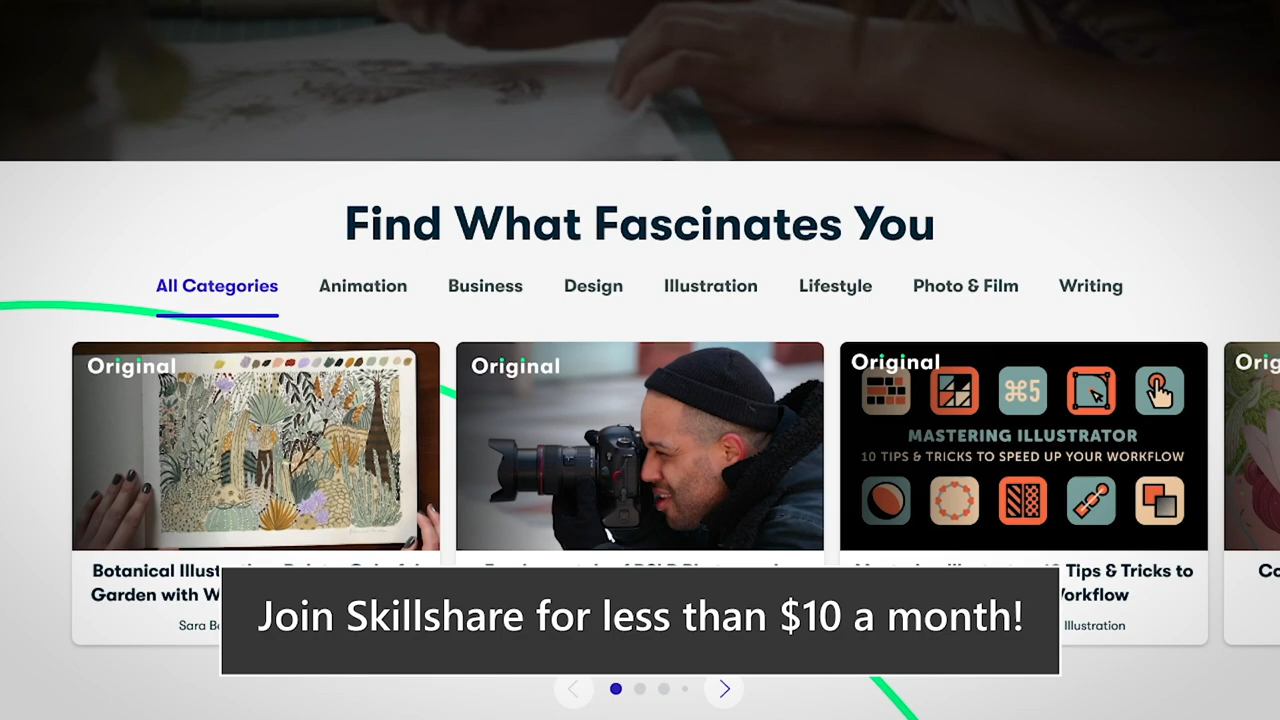 Find What Fascinates You
All Categories Animation Business Design Illustration Lifestyle Photo & Film Writing
Original
Original
Original
⌘5
MASTERING ILLUSTRATOR
10 TIPS & TRICKS TO SPEED UP YOUR WORKFLOW
Orig
Botanical Illust
Garden with W
Sara B
Tips & Tricks to
orkflow
Illustration
Co
Join Skillshare for less than $10 a month!